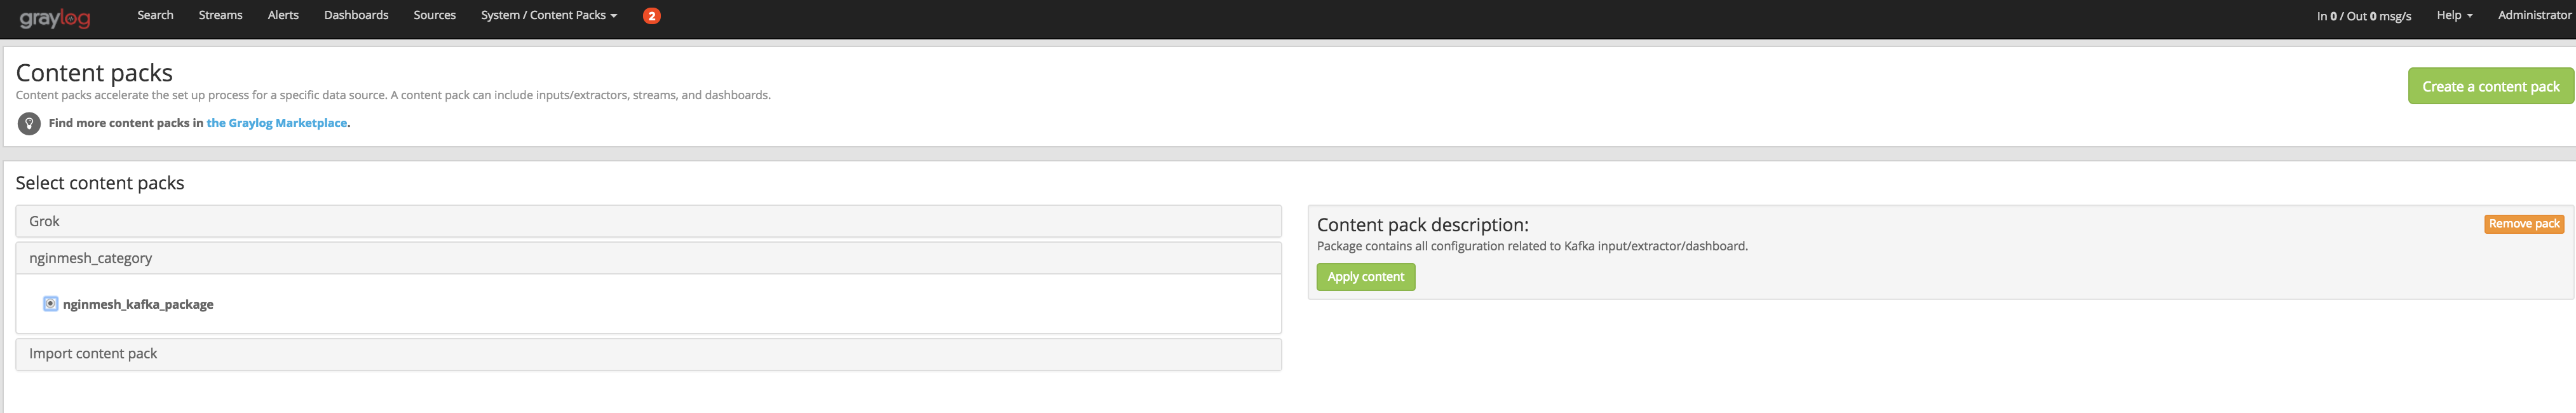 graylog Search Streams Alerts Dashboards Sources System / Content Packs 2 In 0 / Out 0 msg/s Help Administrator
Content packs
Create a content pack
Content packs accelerate the set up process for a specific data source. A content pack can include inputs/extractors, streams, and dashboards.
Find more content packs in the Graylog Marketplace.
Select content packs
Grok
nginmesh_category
nginmesh_kafka_package
Import content pack
Content pack description:
Remove pack
Package contains all configuration related to Kafka input/extractor/dashboard.
Apply content